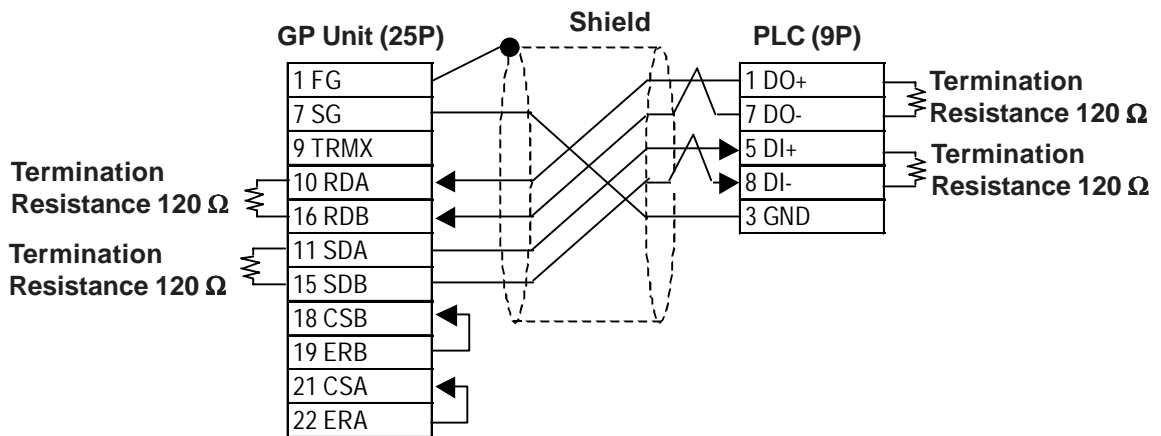 Shield
GP Unit (25P)
PLC (9P)
1 FG
7 SG
9 TRMX
10 RDA
16 RDB
11 SDA
15 SDB
18 CSB
19 ERB
21 CSA
22 ERA
Termination
Resistance 120 Ω
Termination
Resistance 120 Ω
1 DO+
7 DO-
5 DI+
8 DI-
3 GND
Termination
Resistance 120 Ω
Termination
Resistance 120 Ω